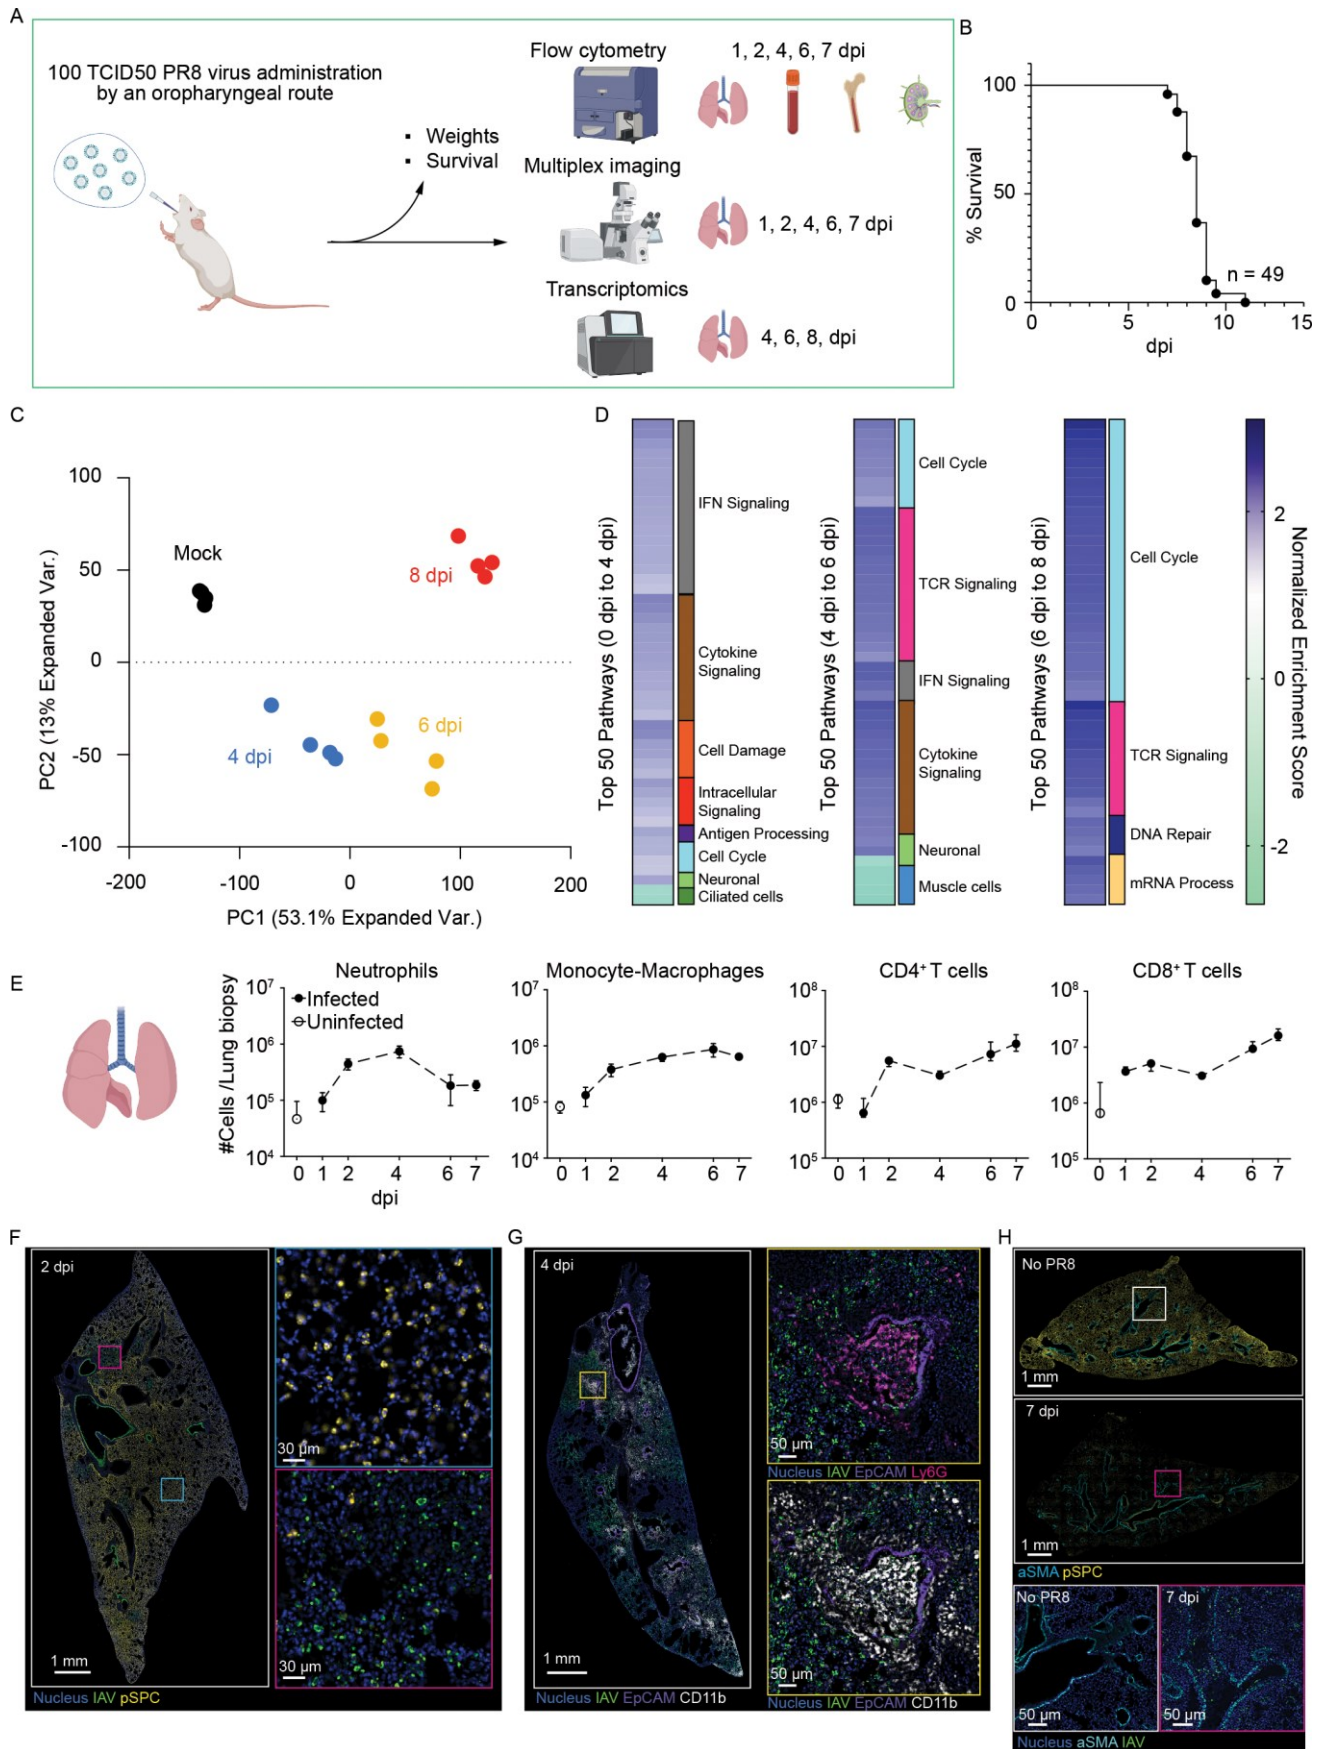 A
100 TCID50 PR8 virus administration
by an oropharyngeal route
▪ Weights
▪ Survival
Flow cytometry
1, 2, 4, 6, 7 dpi
Multiplex imaging
1, 2, 4, 6, 7 dpi
Transcriptomics
4, 6, 8, dpi
B
% Survival
100
50
0
n = 49
0 5 10 15
dpi
C
PC2 (13% Expanded Var.)
100
50
0
-50
-100
Mock
8 dpi
6 dpi
4 dpi
-200 -100 0 100 200
PC1 (53.1% Expanded Var.)
D
Top 50 Pathways (0 dpi to 4 dpi)
IFN Signaling
Cytokine
Signaling
Cell Damage
Intracellular
Signaling
Antigen Processing
Cell Cycle
Neuronal
Ciliated cells
Top 50 Pathways (4 dpi to 6 dpi)
Cell Cycle
TCR Signaling
IFN Signaling
Cytokine
Signaling
Neuronal
Muscle cells
Top 50 Pathways (6 dpi to 8 dpi)
Cell Cycle
TCR Signaling
DNA Repair
mRNA Process
2
0
-2
Normalized Enrichment Score
E
#Cells /Lung biopsy
Neutrophils
10⁷
10⁶
10⁵
10⁴
Infected
Uninfected
0 1 2 4 6 7
dpi
Monocyte-Macrophages
10⁷
10⁶
10⁵
10⁴
0 1 2 4 6 7
CD4⁺ T cells
10⁸
10⁷
10⁶
10⁵
0 1 2 4 6 7
CD8⁺ T cells
10⁸
10⁷
10⁶
10⁵
0 1 2 4 6 7
F
2 dpi
1 mm
30 µm
30 µm
Nucleus IAV pSPC
G
4 dpi
1 mm
50 µm
Nucleus IAV EpCAM Ly6G
50 µm
Nucleus IAV EpCAM CD11b
Nucleus IAV EpCAM CD11b
H
No PR8
1 mm
7 dpi
1 mm
aSMA pSPC
No PR8
50 µm
7 dpi
50 µm
Nucleus aSMA IAV